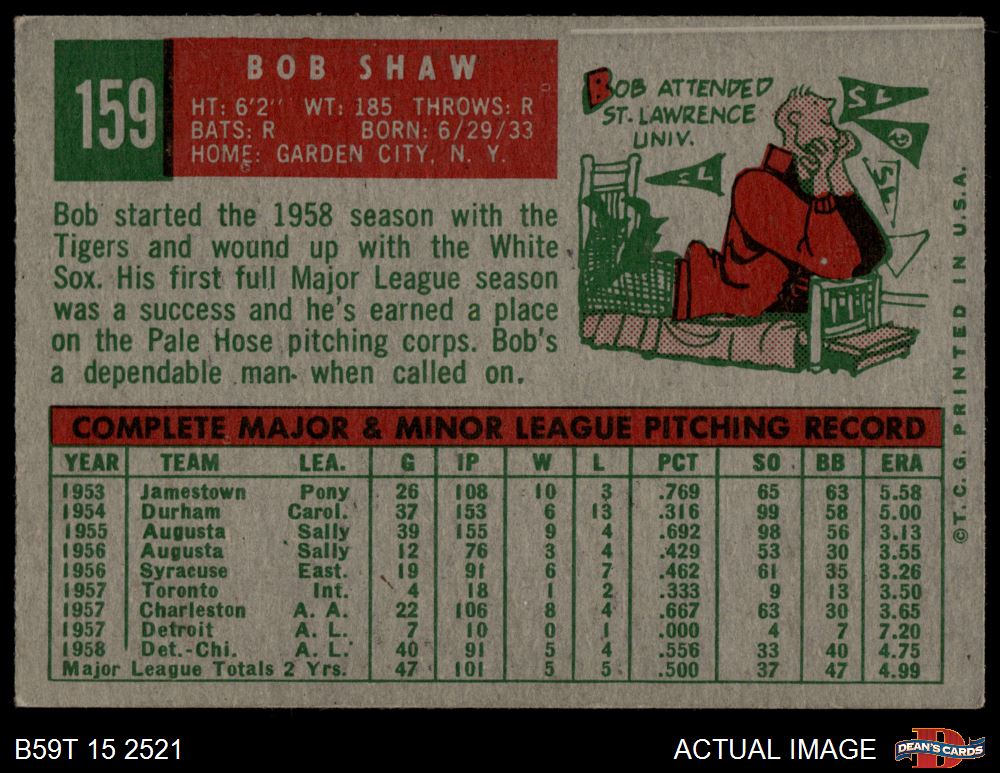 159
BOB SHAW
HT: 6'2" WT: 185 THROWS: R
BATS: R BORN: 6/29/33
HOME: GARDEN CITY, N. Y.
BOB ATTENDED
ST. LAWRENCE
UNIV.
SL
SL
SL
Bob started the 1958 season with the
Tigers and wound up with the White
Sox. His first full Major League season
was a success and he's earned a place
on the Pale Hose pitching corps. Bob's
a dependable man when called on.
©T. C. G. PRINTED IN U.S.A.
COMPLETE MAJOR & MINOR LEAGUE PITCHING RECORD
YEAR TEAM LEA. G IP W L PCT SO BB ERA
1953 Jamestown Pony 26 108 10 3 .769 65 63 5.58
1954 Durham Carol. 37 153 6 13 .316 99 58 5.00
1955 Augusta Sally 39 155 9 4 .692 98 56 3.13
1956 Augusta Sally 12 76 3 4 .429 53 30 3.55
1956 Syracuse East. 19 91 6 7 .462 61 35 3.26
1957 Toronto Int. 4 18 1 2 .333 9 13 3.50
1957 Charleston A. A. 22 106 8 4 .667 63 30 3.65
1957 Detroit A. L. 7 10 0 1 .000 4 7 7.20
1958 Det.-Chi. A. L. 40 91 5 4 .556 33 40 4.75
Major League Totals 2 Yrs. 47 101 5 5 .500 37 47 4.99
B59T 15 2521
ACTUAL IMAGE
DEAN'S CARDS